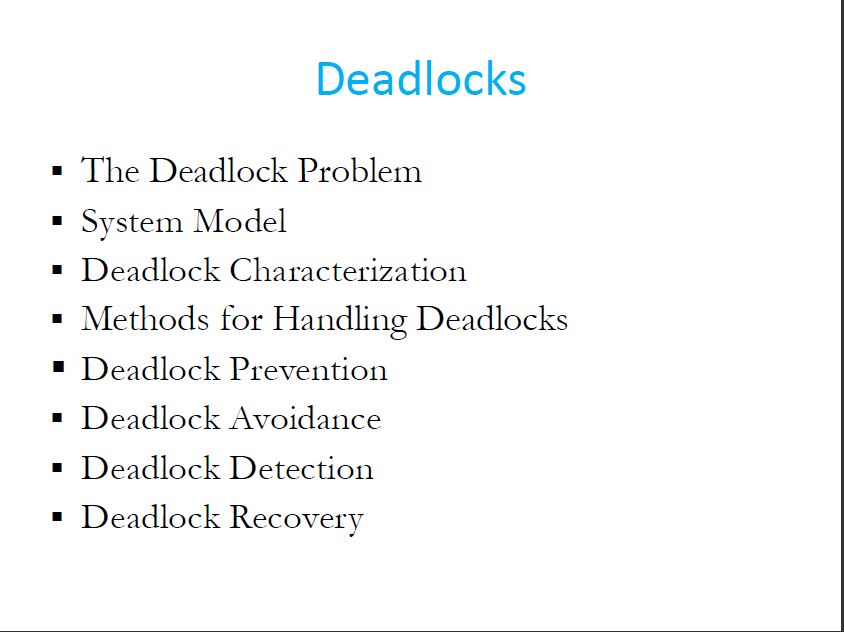 Deadlocks
▪ The Deadlock Problem
▪ System Model
▪ Deadlock Characterization
▪ Methods for Handling Deadlocks
▪ Deadlock Prevention
▪ Deadlock Avoidance
▪ Deadlock Detection
▪ Deadlock Recovery